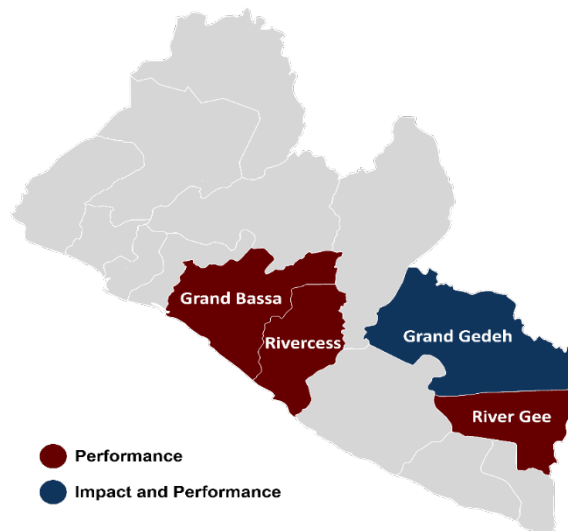 Grand Bassa
Rivercess
Grand Gedeh
River Gee
Performance
Impact and Performance